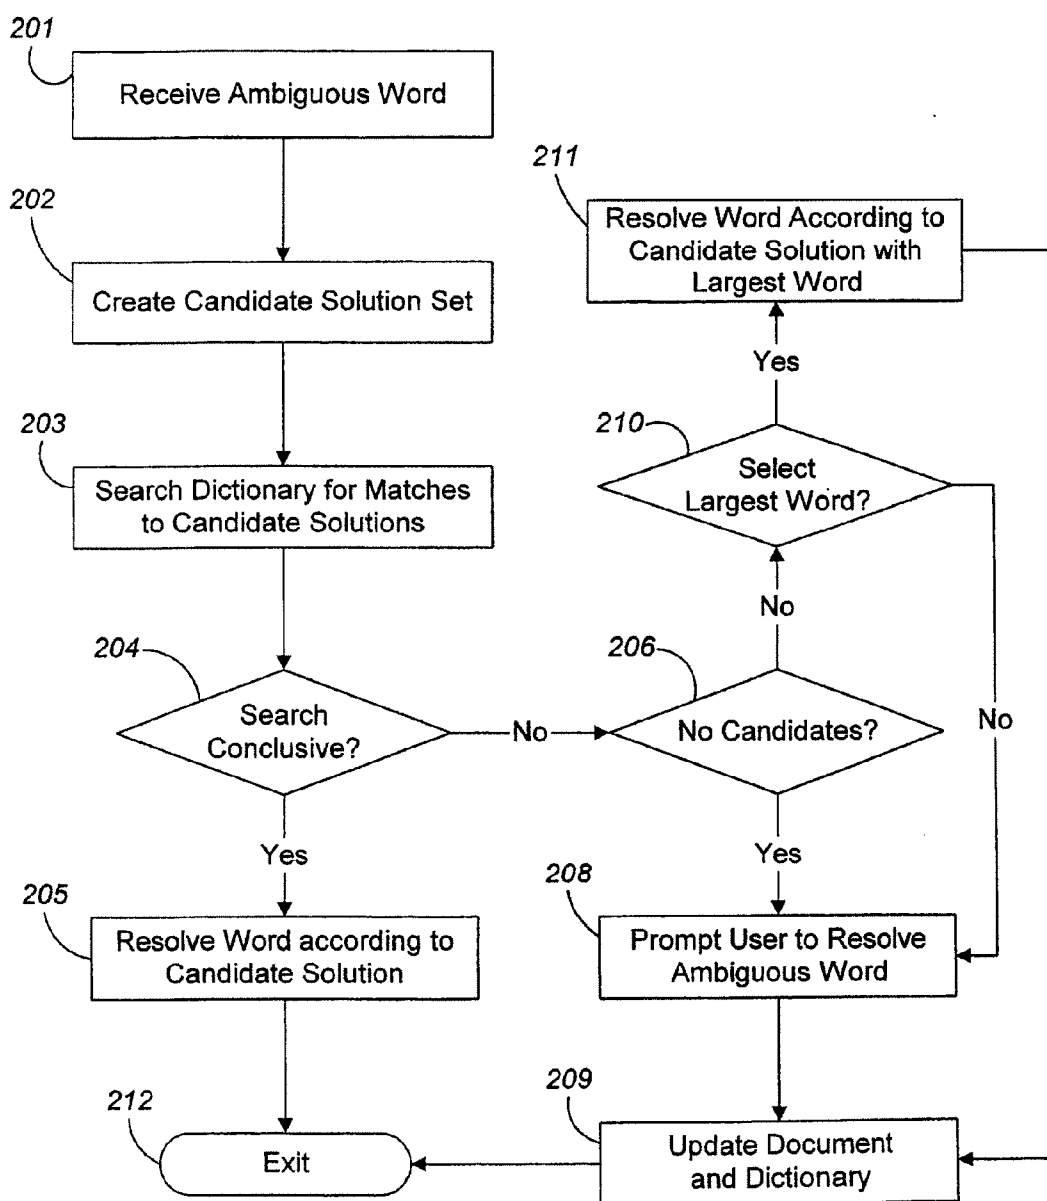 201
Receive Ambiguous Word
202
Create Candidate Solution Set
203
Search Dictionary for Matches
to Candidate Solutions
204
Search
Conclusive?
No
Yes
205
Resolve Word according to
Candidate Solution
212
Exit
211
Resolve Word According to
Candidate Solution with
Largest Word
Yes
210
Select
Largest Word?
No
No
206
No Candidates?
Yes
208
Prompt User to Resolve
Ambiguous Word
209
Update Document
and Dictionary